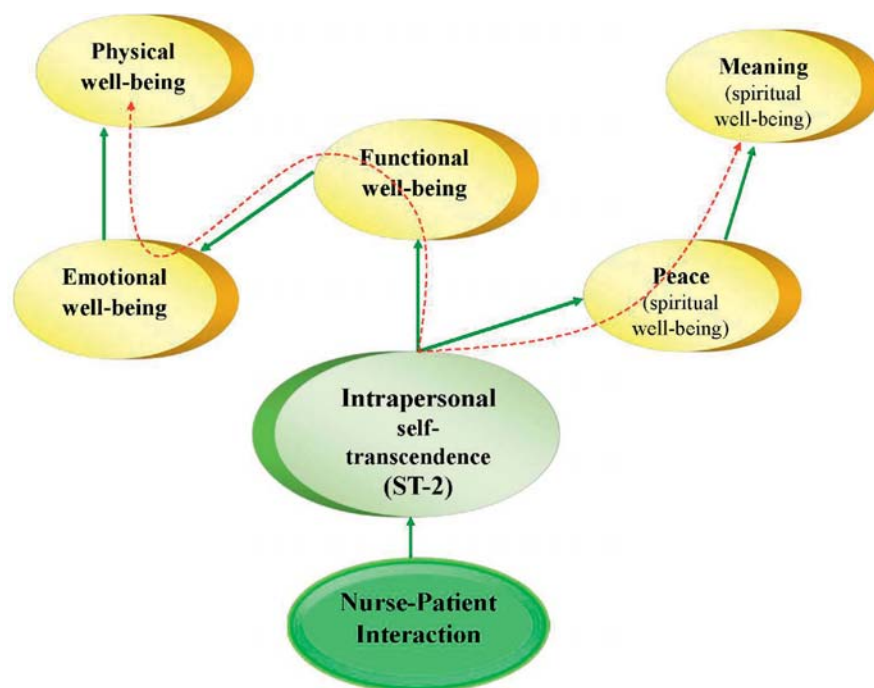 Physical
well-being
Meaning
(spiritual
well-being)
Functional
well-being
Emotional
well-being
Peace
(spiritual
well-being)
Intrapersonal
self-
transcendence
(ST-2)
Nurse-Patient
Interaction